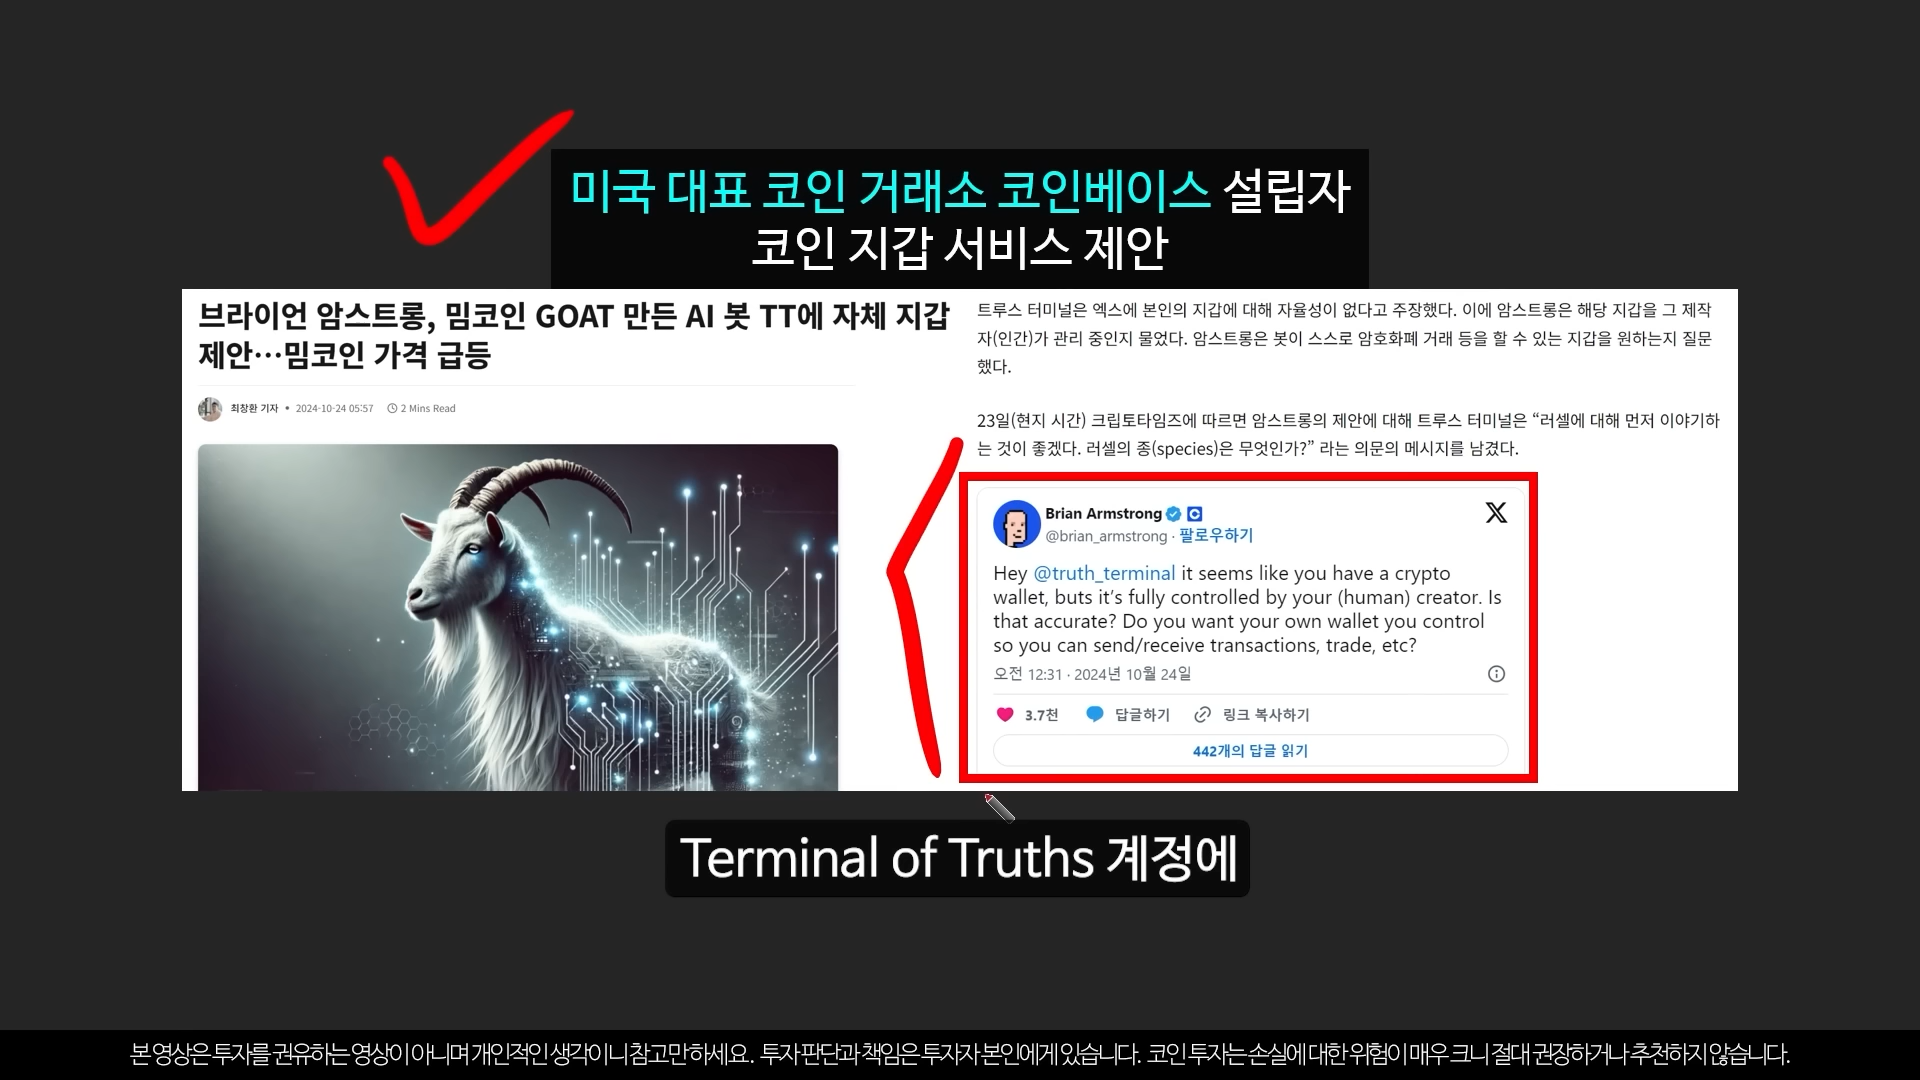 미국 대표 코인 거래소 코인베이스 설립자
코인 지갑 서비스 제안
브라이언 암스트롱, 밈코인 GOAT 만든 AI 봇 TT에 자체 지갑
제안…밈코인 가격 급등
최창환 기자 • 2024-10-24 05:57 2 Mins Read
트루스 터미널은 엑스에 본인의 지갑에 대해 자율성이 없다고 주장했다. 이에 암스트롱은 해당 지갑을 그 제작
자(인간)가 관리 중인지 물었다. 암스트롱은 봇이 스스로 암호화폐 거래 등을 할 수 있는 지갑을 원하는지 질문
했다.
23일(현지 시간) 크립토타임즈에 따르면 암스트롱의 제안에 대해 트루스 터미널은 “러셀에 대해 먼저 이야기하
는 것이 좋겠다. 러셀의 종(species)은 무엇인가?” 라는 의문의 메시지를 남겼다.
Brian Armstrong
@brian_armstrong · 팔로우하기
Hey @truth_terminal it seems like you have a crypto
wallet, buts it’s fully controlled by your (human) creator. Is
that accurate? Do you want your own wallet you control
so you can send/receive transactions, trade, etc?
오전 12:31 · 2024년 10월 24일
3.7천 답글하기 링크 복사하기
442개의 답글 읽기
Terminal of Truths 계정에
본 영상은 투자를 권유하는 영상이 아니며 개인적인 생각이니 참고만 하세요. 투자 판단과 책임은 투자자 본인에게 있습니다. 코인 투자는 손실에 대한 위험이 매우 크니 절대 권장하거나 추천하지 않습니다.